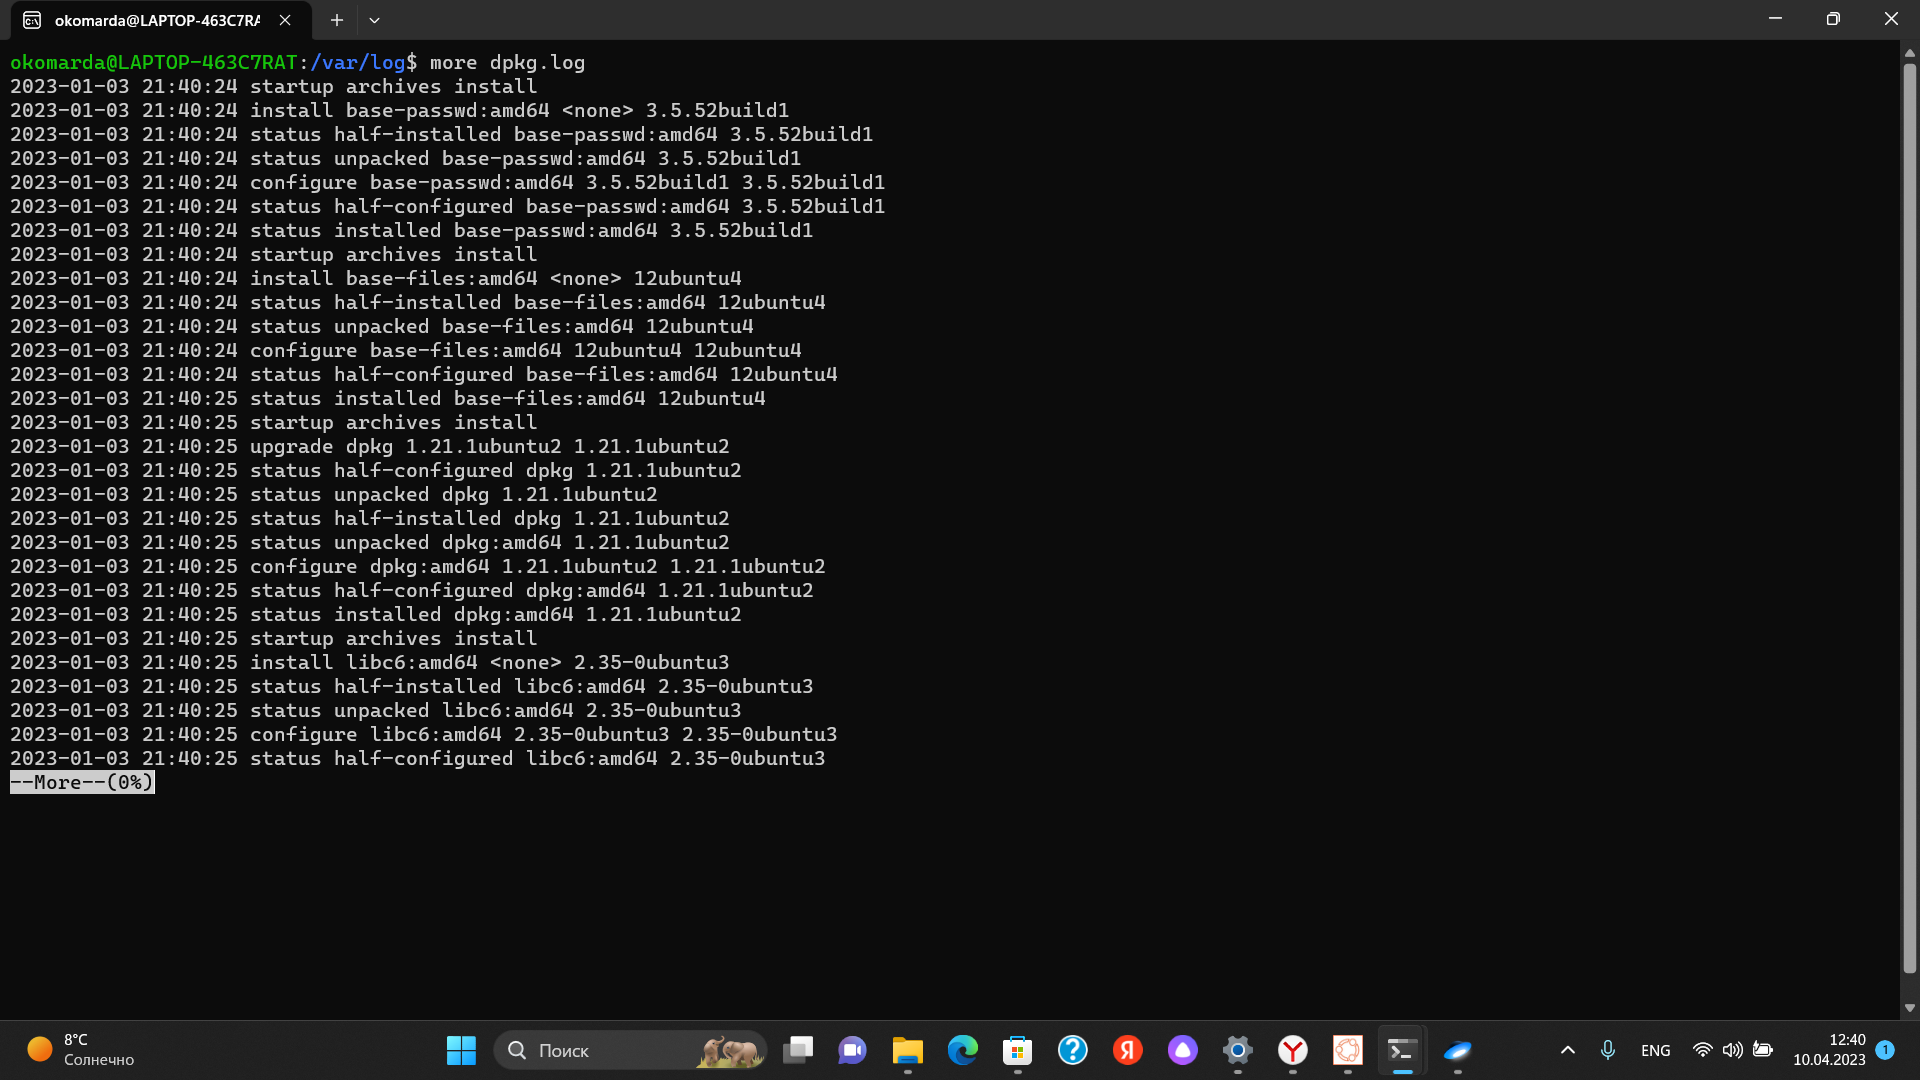 okomarda@LAPTOP-463C7RA
okomarda@LAPTOP-463C7RAT:/var/log$ more dpkg.log
2023-01-03 21:40:24 startup archives install
2023-01-03 21:40:24 install base-passwd:amd64 <none> 3.5.52build1
2023-01-03 21:40:24 status half-installed base-passwd:amd64 3.5.52build1
2023-01-03 21:40:24 status unpacked base-passwd:amd64 3.5.52build1
2023-01-03 21:40:24 configure base-passwd:amd64 3.5.52build1 3.5.52build1
2023-01-03 21:40:24 status half-configured base-passwd:amd64 3.5.52build1
2023-01-03 21:40:24 status installed base-passwd:amd64 3.5.52build1
2023-01-03 21:40:24 startup archives install
2023-01-03 21:40:24 install base-files:amd64 <none> 12ubuntu4
2023-01-03 21:40:24 status half-installed base-files:amd64 12ubuntu4
2023-01-03 21:40:24 status unpacked base-files:amd64 12ubuntu4
2023-01-03 21:40:24 configure base-files:amd64 12ubuntu4 12ubuntu4
2023-01-03 21:40:24 status half-configured base-files:amd64 12ubuntu4
2023-01-03 21:40:25 status installed base-files:amd64 12ubuntu4
2023-01-03 21:40:25 startup archives install
2023-01-03 21:40:25 upgrade dpkg 1.21.1ubuntu2 1.21.1ubuntu2
2023-01-03 21:40:25 status half-configured dpkg 1.21.1ubuntu2
2023-01-03 21:40:25 status unpacked dpkg 1.21.1ubuntu2
2023-01-03 21:40:25 status half-installed dpkg 1.21.1ubuntu2
2023-01-03 21:40:25 status unpacked dpkg:amd64 1.21.1ubuntu2
2023-01-03 21:40:25 configure dpkg:amd64 1.21.1ubuntu2 1.21.1ubuntu2
2023-01-03 21:40:25 status half-configured dpkg:amd64 1.21.1ubuntu2
2023-01-03 21:40:25 status installed dpkg:amd64 1.21.1ubuntu2
2023-01-03 21:40:25 startup archives install
2023-01-03 21:40:25 install libc6:amd64 <none> 2.35-0ubuntu3
2023-01-03 21:40:25 status half-installed libc6:amd64 2.35-0ubuntu3
2023-01-03 21:40:25 status unpacked libc6:amd64 2.35-0ubuntu3
2023-01-03 21:40:25 configure libc6:amd64 2.35-0ubuntu3 2.35-0ubuntu3
2023-01-03 21:40:25 status half-configured libc6:amd64 2.35-0ubuntu3
--More--(0%)
8°C
Солнечно
Поиск
Я
ENG
12:40
10.04.2023
1